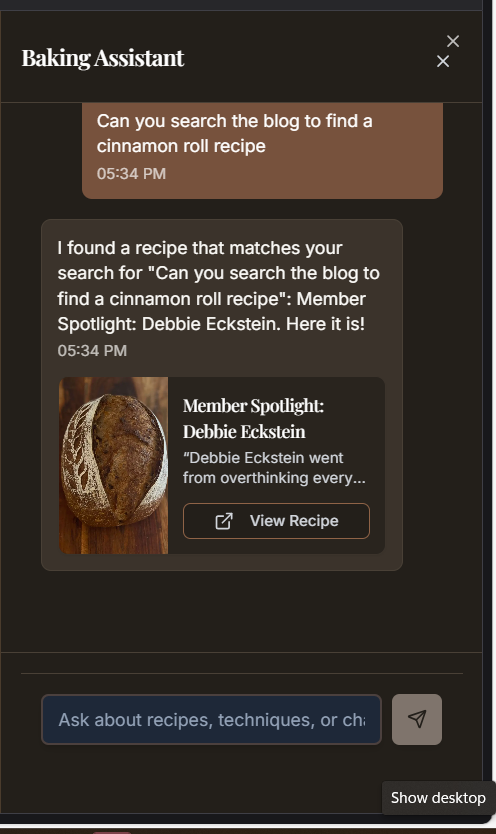 Baking Assistant
Can you search the blog to find a
cinnamon roll recipe
05:34 PM
I found a recipe that matches your
search for "Can you search the blog to
find a cinnamon roll recipe": Member
Spotlight: Debbie Eckstein. Here it is!
05:34 PM
Member Spotlight:
Debbie Eckstein
“Debbie Eckstein went
from overthinking every...
View Recipe
Ask about recipes, techniques, or cha
Show desktop